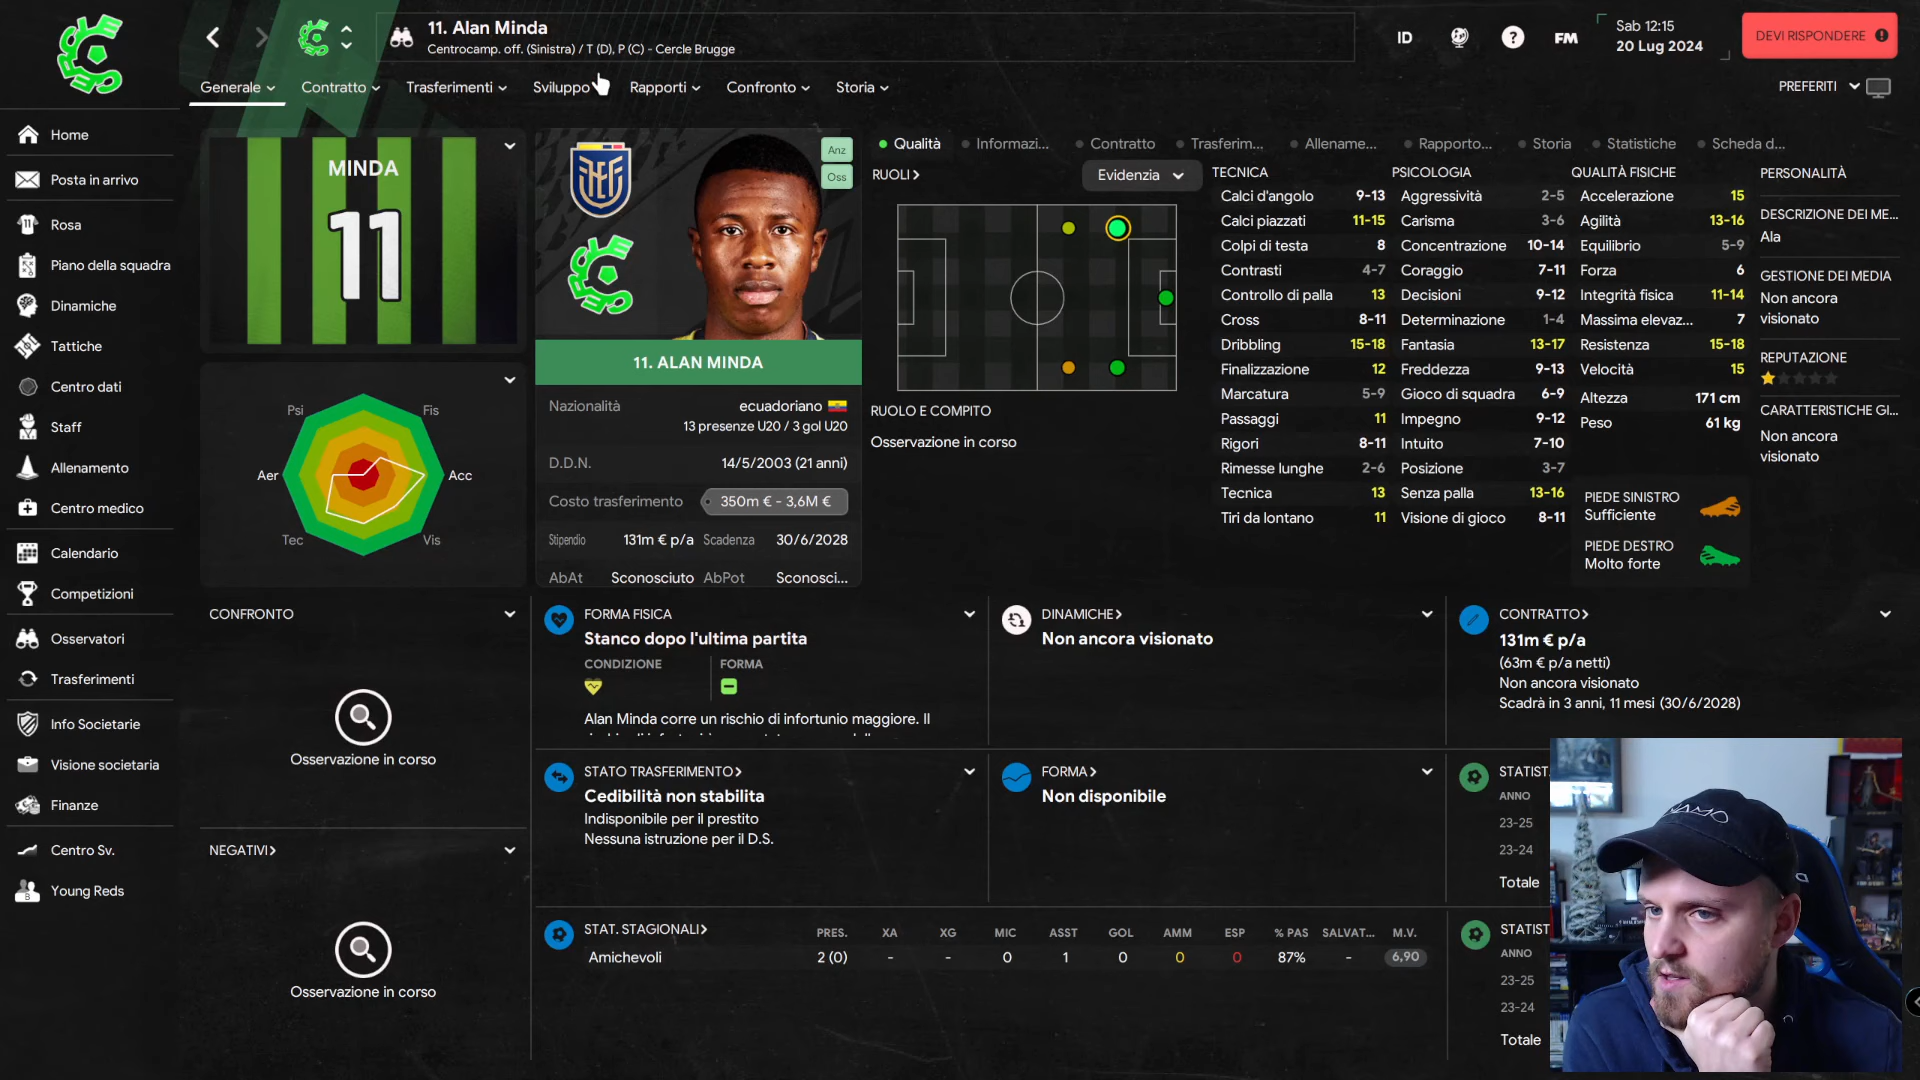 11. Alan Minda
Centrocamp. off. (Sinistra) / T (D), P (C) - Cercle Brugge
ID
FM
Sab 12:15
20 Lug 2024
DEVI RISPONDERE
Generale
Contratto
Trasferimenti
Sviluppo
Rapporti
Confronto
Storia
PREFERITI
Home
Posta in arrivo
Rosa
Piano della squadra
Dinamiche
Tattiche
Centro dati
Staff
Allenamento
Centro medico
Calendario
Competizioni
Osservatori
Trasferimenti
Info Societarie
Visione societaria
Finanze
Centro Sv.
Young Reds
MINDA
11
Psi
Fis
Aer
Acc
Tec
Vis
Anz
Oss
11. ALAN MINDA
Nazionalità ecuadoriano
13 presenze U20 / 3 gol U20
D.D.N. 14/5/2003 (21 anni)
Costo trasferimento 350m € - 3,6M €
Stipendio 131m € p/a Scadenza 30/6/2028
AbAt Sconosciuto AbPot Sconosci...
Qualità
Informazi...
Contratto
Trasferim...
Allename...
Rapporto...
Storia
Statistiche
Scheda d...
RUOLI
Evidenzia
RUOLO E COMPITO
Osservazione in corso
TECNICA
Calci d'angolo 9-13
Calci piazzati 11-15
Colpi di testa 8
Contrasti 4-7
Controllo di palla 13
Cross 8-11
Dribbling 15-18
Finalizzazione 12
Marcatura 5-9
Passaggi 11
Rigori 8-11
Rimesse lunghe 2-6
Tecnica 13
Tiri da lontano 11
PSICOLOGIA
Aggressività 2-5
Carisma 3-6
Concentrazione 10-14
Coraggio 7-11
Decisioni 9-12
Determinazione 1-4
Fantasia 13-17
Freddezza 9-13
Gioco di squadra 6-9
Impegno 9-12
Intuito 7-10
Posizione 3-7
Senza palla 13-16
Visione di gioco 8-11
QUALITÀ FISICHE
Accelerazione 15
Agilità 13-16
Equilibrio 5-9
Forza 6
Integrità fisica 11-14
Massima elevaz... 7
Resistenza 15-18
Velocità 15
Altezza 171 cm
Peso 61 kg
PIEDE SINISTRO
Sufficiente
PIEDE DESTRO
Molto forte
PERSONALITÀ
DESCRIZIONE DEI ME...
Ala
GESTIONE DEI MEDIA
Non ancora
visionato
REPUTAZIONE
CARATTERISTICHE GI...
Non ancora
visionato
CONFRONTO
Osservazione in corso
NEGATIVI
Osservazione in corso
FORMA FISICA
Stanco dopo l'ultima partita
CONDIZIONE
FORMA
Alan Minda corre un rischio di infortunio maggiore. Il
DINAMICHE
Non ancora visionato
CONTRATTO
131m € p/a
(63m € p/a netti)
Non ancora visionato
Scadrà in 3 anni, 11 mesi (30/6/2028)
STATO TRASFERIMENTO
Cedibilità non stabilita
Indisponibile per il prestito
Nessuna istruzione per il D.S.
FORMA
Non disponibile
STATIST
ANNO
23-25
23-24
Totale
STAT. STAGIONALI PRES. XA XG MIC ASST GOL AMM ESP % PAS SALVAT... M.V.
Amichevoli 2 (0) - - 0 1 0 0 0 87% - 6,90
STATIST
ANNO
23-25
23-24
Totale